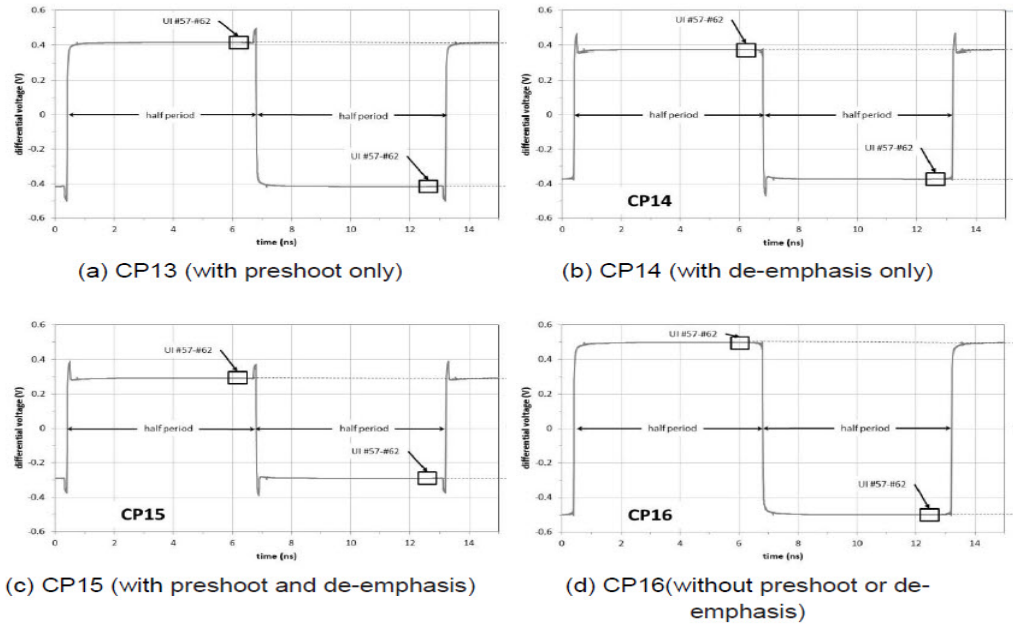 0.6
UI #57-#62
0.4
0.2
0
half period
half period
differential voltage (V)
-0.2
UI #57-#62
-0.4
-0.6
0 2 4 6 8 10 12 14
time (ns)
(a) CP13 (with preshoot only)
0.6
UI #57-#62
0.4
0.2
0
half period
half period
differential voltage (V)
-0.2
UI #57-#62
-0.4
CP14
-0.6
0 2 4 6 8 10 12 14
time (ns)
(b) CP14 (with de-emphasis only)
0.6
UI #57-#62
0.4
0.2
0
half period
half period
differential voltage (V)
-0.2
UI #57-#62
-0.4
CP15
-0.6
0 2 4 6 8 10 12 14
time (ns)
(c) CP15 (with preshoot and de-emphasis)
0.6
UI #57-#62
0.4
0.2
0
half period
half period
differential voltage (V)
-0.2
UI #57-#62
-0.4
CP16
-0.6
0 2 4 6 8 10 12 14
time (ns)
(d) CP16(without preshoot or de-
emphasis)